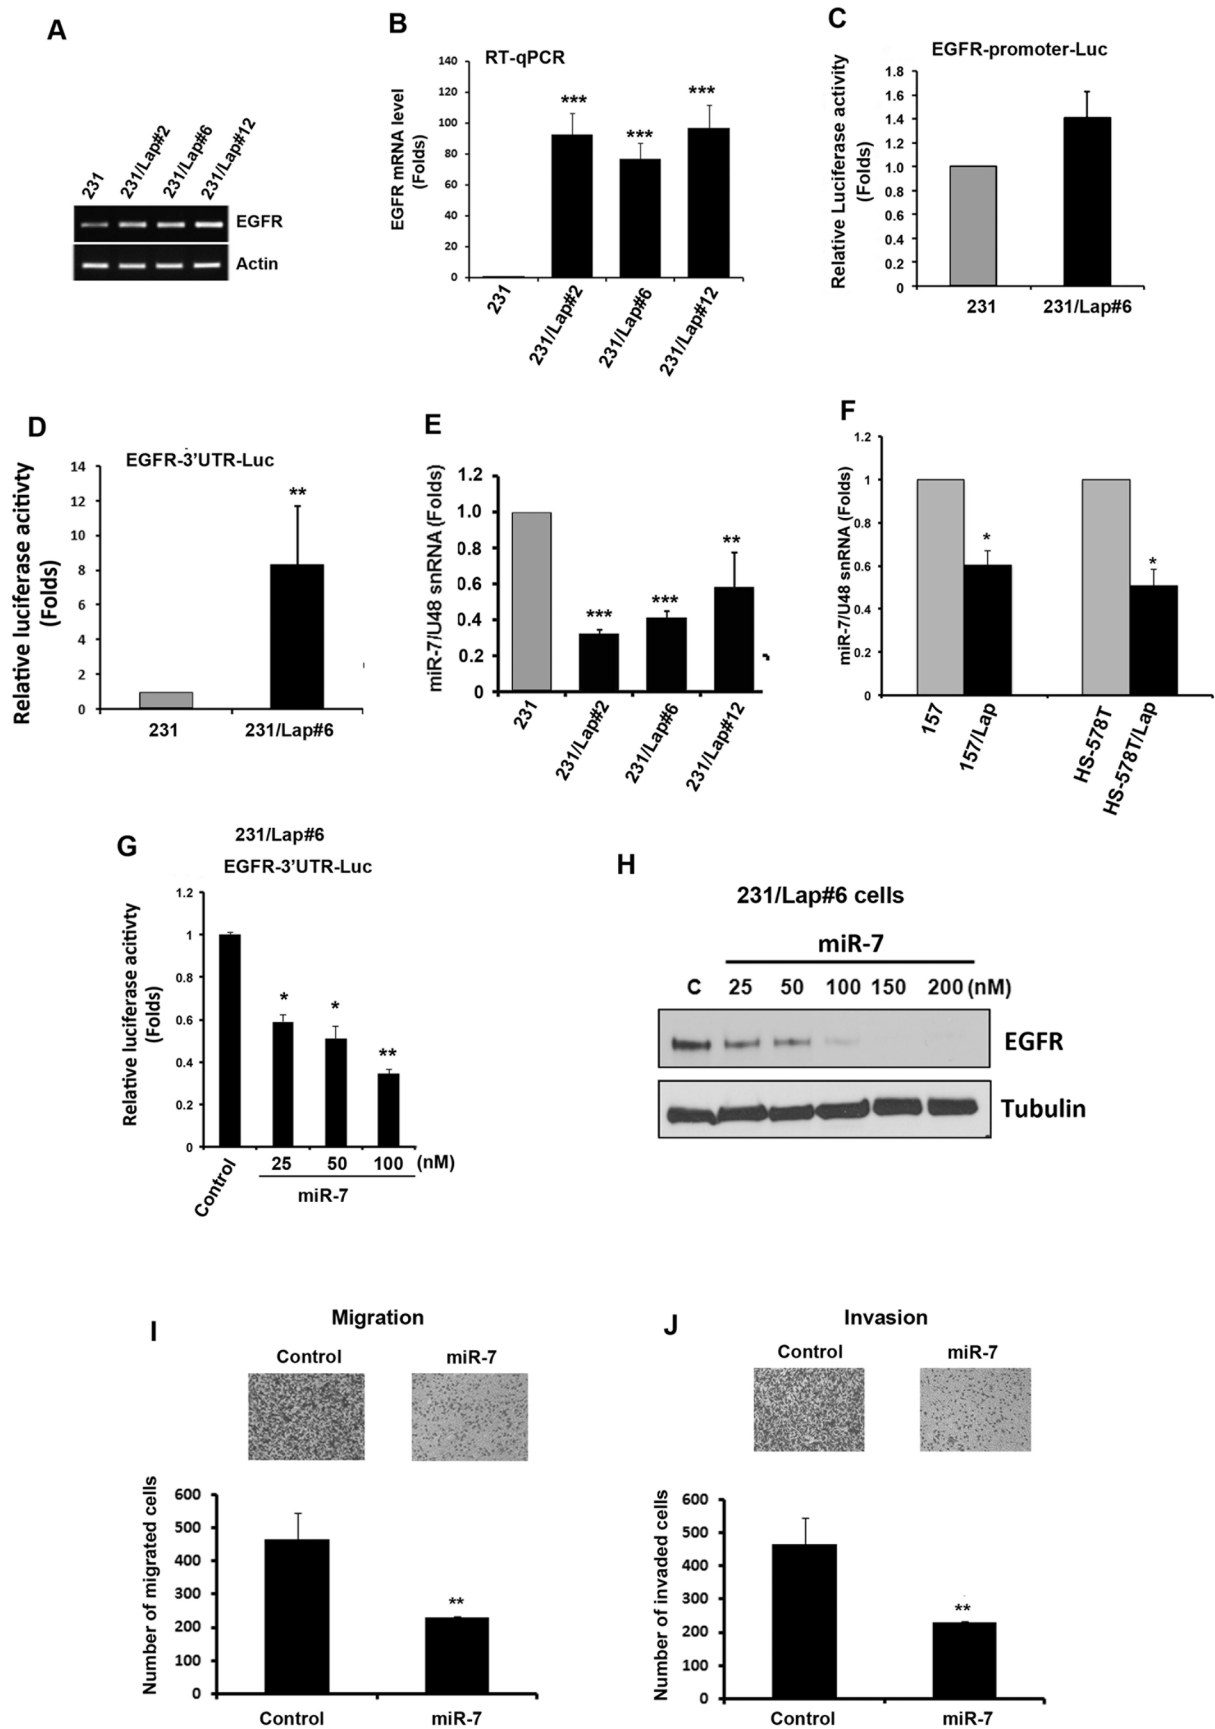 A
231
231/Lap#2
231/Lap#6
231/Lap#12
EGFR
Actin
B
RT-qPCR
EGFR mRNA level
(Folds)
140
120
100
80
60
40
20
0
***
***
***
231
231/Lap#2
231/Lap#6
231/Lap#12
C
EGFR-promoter-Luc
Relative Luciferase activity
(Folds)
1.8
1.6
1.4
1.2
1.0
0.8
0.6
0.4
0.2
0
231
231/Lap#6
D
EGFR-3'UTR-Luc
Relative luciferase acitivty
(Folds)
14
12
10
8
6
4
2
0
**
231
231/Lap#6
E
miR-7/U48 snRNA (Folds)
1.2
1.0
0.8
0.6
0.4
0.2
0
***
***
**
231
231/Lap#2
231/Lap#6
231/Lap#12
F
miR-7/U48 snRNA (Folds)
1.2
1
0.8
0.6
0.4
0.2
0
*
*
157
157/Lap
HS-578T
HS-578T/Lap
G
231/Lap#6
EGFR-3'UTR-Luc
Relative luciferase acitivty
(Folds)
1.2
1
0.8
0.6
0.4
0.2
0
*
*
**
Control
25 50 100 (nM)
miR-7
H
231/Lap#6 cells
miR-7
C 25 50 100 150 200 (nM)
EGFR
Tubulin
I
Migration
Control
miR-7
Number of migrated cells
600
500
400
300
200
100
0
**
Control
miR-7
J
Invasion
Control
miR-7
Number of invaded cells
600
500
400
300
200
100
0
**
Control
miR-7